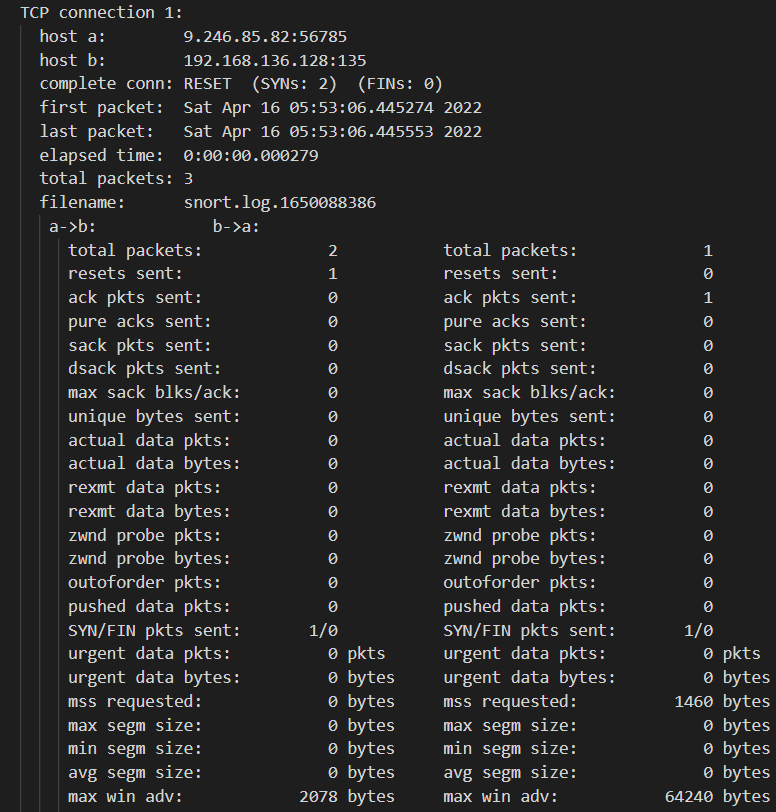 TCP connection 1:
host a: 9.246.85.82:56785
host b: 192.168.136.128:135
complete conn: RESET (SYNs: 2) (FINs: 0)
first packet: Sat Apr 16 05:53:06.445274 2022
last packet: Sat Apr 16 05:53:06.445553 2022
elapsed time: 0:00:00.000279
total packets: 3
filename: snort.log.1650088386
a->b: b->a:
total packets: 2 total packets: 1
resets sent: 1 resets sent: 0
ack pkts sent: 0 ack pkts sent: 1
pure acks sent: 0 pure acks sent: 0
sack pkts sent: 0 sack pkts sent: 0
dsack pkts sent: 0 dsack pkts sent: 0
max sack blks/ack: 0 max sack blks/ack: 0
unique bytes sent: 0 unique bytes sent: 0
actual data pkts: 0 actual data pkts: 0
actual data bytes: 0 actual data bytes: 0
rexmt data pkts: 0 rexmt data pkts: 0
rexmt data bytes: 0 rexmt data bytes: 0
zwnd probe pkts: 0 zwnd probe pkts: 0
zwnd probe bytes: 0 zwnd probe bytes: 0
outoforder pkts: 0 outoforder pkts: 0
pushed data pkts: 0 pushed data pkts: 0
SYN/FIN pkts sent: 1/0 SYN/FIN pkts sent: 1/0
urgent data pkts: 0 pkts urgent data pkts: 0 pkts
urgent data bytes: 0 bytes urgent data bytes: 0 bytes
mss requested: 0 bytes mss requested: 1460 bytes
max segm size: 0 bytes max segm size: 0 bytes
min segm size: 0 bytes min segm size: 0 bytes
avg segm size: 0 bytes avg segm size: 0 bytes
max win adv: 2078 bytes max win adv: 64240 bytes